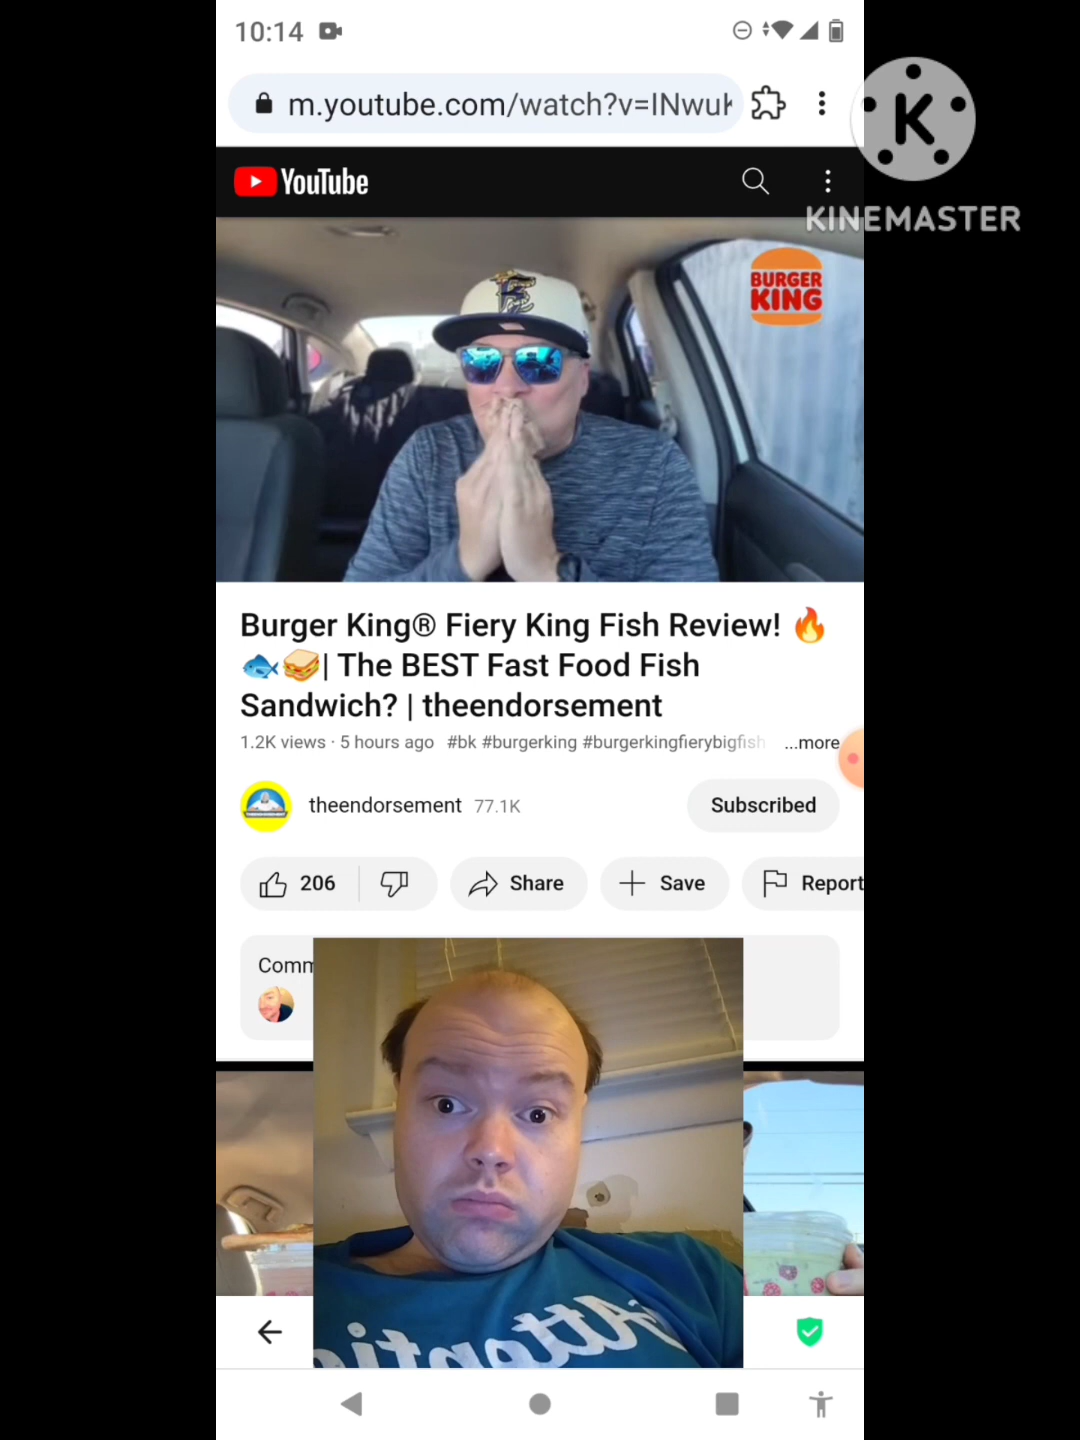 10:14
m.youtube.com/watch?v=INwuk
K
KINEMASTER
YouTube
BURGER
KING
Burger King® Fiery King Fish Review! 🔥
🐟🥪| The BEST Fast Food Fish
Sandwich? | theendorsement
1.2K views · 5 hours ago #bk #burgerking #burgerkingfierybigfish ...more
theendorsement 77.1K Subscribed
206 Share + Save Report
Comm
Attentio